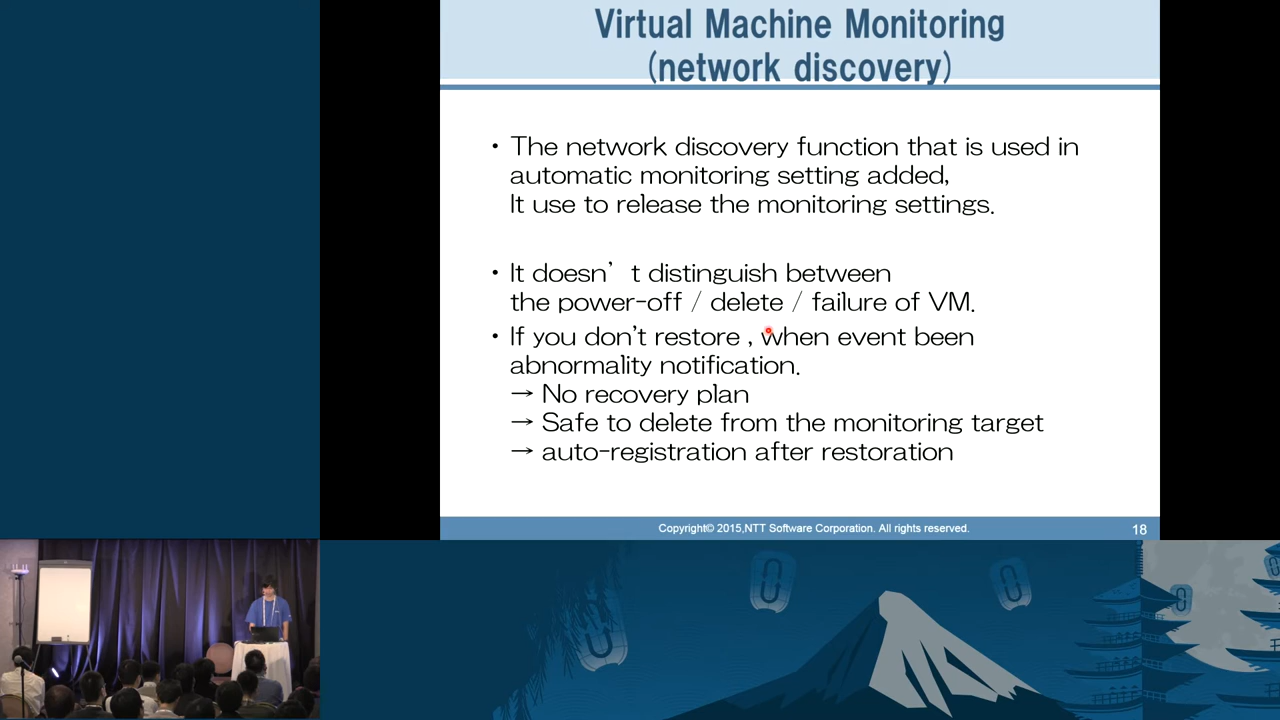 Virtual Machine Monitoring
(network discovery)
・The network discovery function that is used in
automatic monitoring setting added,
It use to release the monitoring settings.
・It doesn’t distinguish between
the power-off / delete / failure of VM.
・If you don't restore , when event been
abnormality notification.
→ No recovery plan
→ Safe to delete from the monitoring target
→ auto-registration after restoration
Copyright© 2015,NTT Software Corporation. All rights reserved.
18